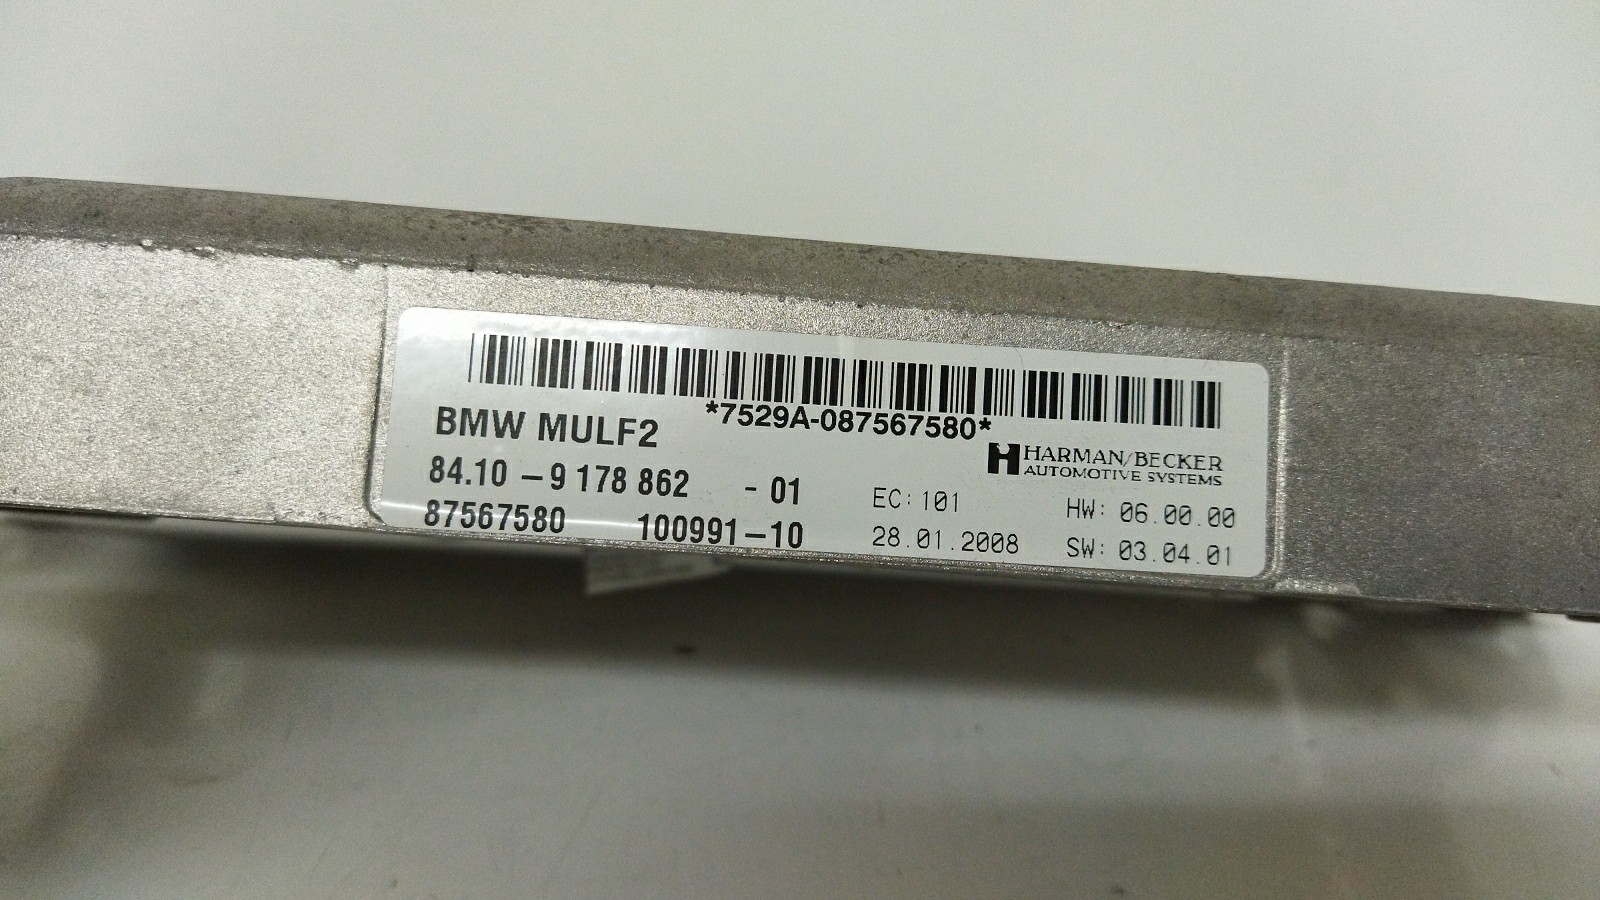 *7529A-087567580*
BMW MULF2
HARMAN/BECKER
AUTOMOTIVE SYSTEMS
84.10 - 9 178 862 - 01
EC: 101 HW: 06.00.00
87567580 100991-10
28.01.2008 SW: 03.04.01